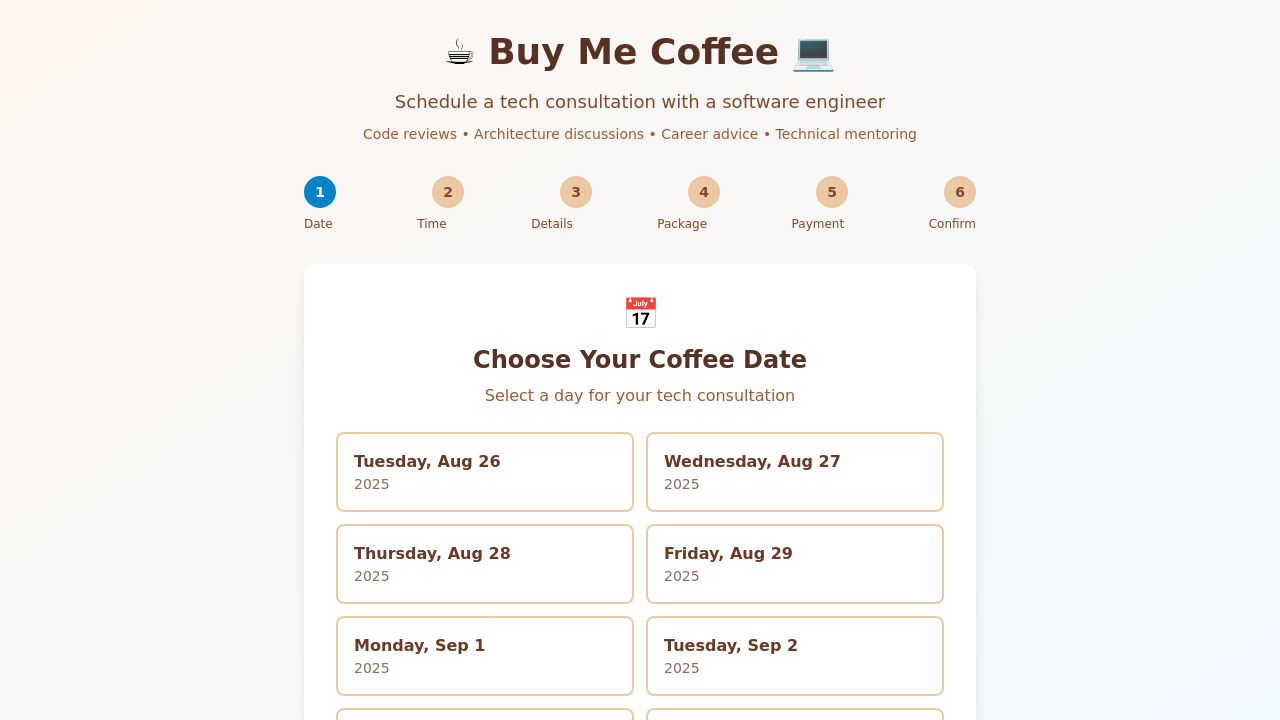 ☕ Buy Me Coffee 💻
Schedule a tech consultation with a software engineer
Code reviews • Architecture discussions • Career advice • Technical mentoring
1 2 3 4 5 6
Date Time Details Package Payment Confirm
July
17
Choose Your Coffee Date
Select a day for your tech consultation
Tuesday, Aug 26
2025
Wednesday, Aug 27
2025
Thursday, Aug 28
2025
Friday, Aug 29
2025
Monday, Sep 1
2025
Tuesday, Sep 2
2025